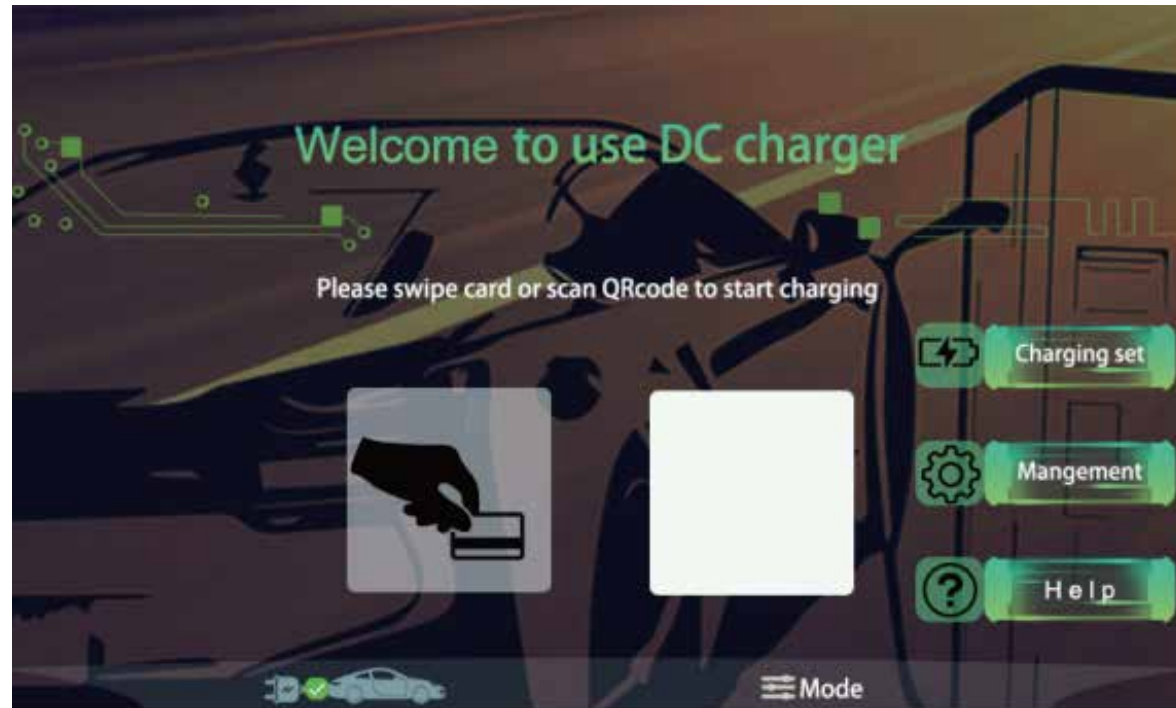 Welcome to use DC charger
Please swipe card or scan QRcode to start charging
Charging set
Mangement
Help
Mode